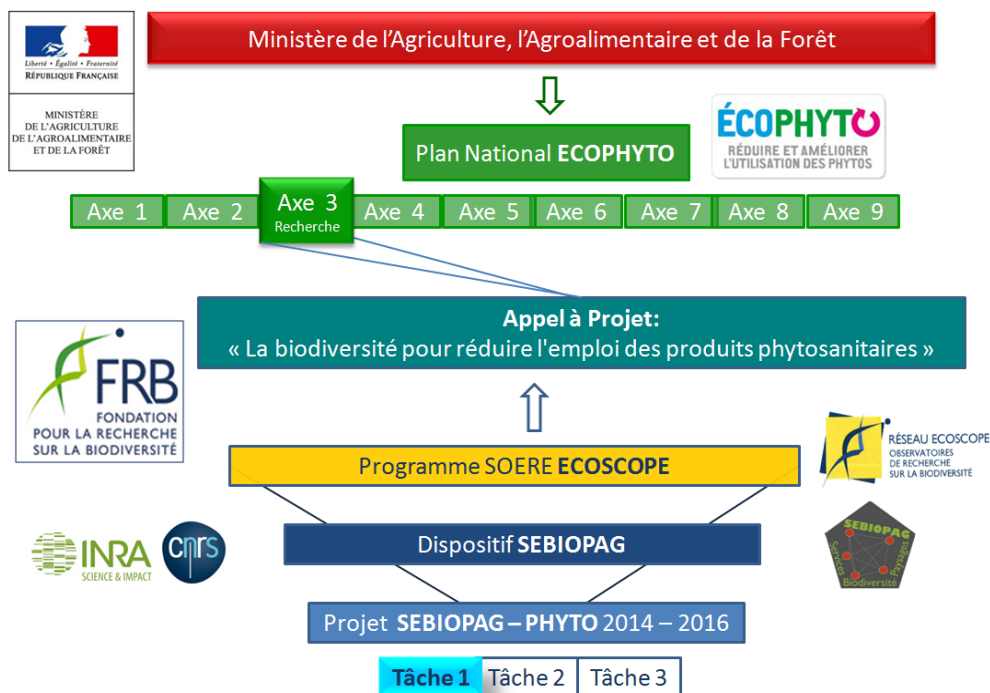 Liberté • Égalité • Fraternité
RÉPUBLIQUE FRANÇAISE
MINISTÈRE
DE L'AGRICULTURE
DE L'AGROALIMENTAIRE
ET DE LA FORÊT
Ministère de l'Agriculture, l'Agroalimentaire et de la Forêt
Plan National ECOPHYTO
ÉCOPHYTO
RÉDUIRE ET AMÉLIORER
L'UTILISATION DES PHYTOS
Axe 1
Axe 2
Axe 3
Recherche
Axe 4
Axe 5
Axe 6
Axe 7
Axe 8
Axe 9
Appel à Projet:
« La biodiversité pour réduire l'emploi des produits phytosanitaires »
FRB
FONDATION
POUR LA RECHERCHE
SUR LA BIODIVERSITÉ
Programme SOERE ECOSCOPE
RÉSEAU ECOSCOPE
OBSERVATOIRES
DE RECHERCHE
SUR LA BIODIVERSITÉ
INRA
SCIENCE & IMPACT
cnrs
Dispositif SEBIOPAG
SEBIOPAG
Services
Biodiversité
Paysages
Projet SEBIOPAG – PHYTO 2014 – 2016
Tâche 1
Tâche 2
Tâche 3